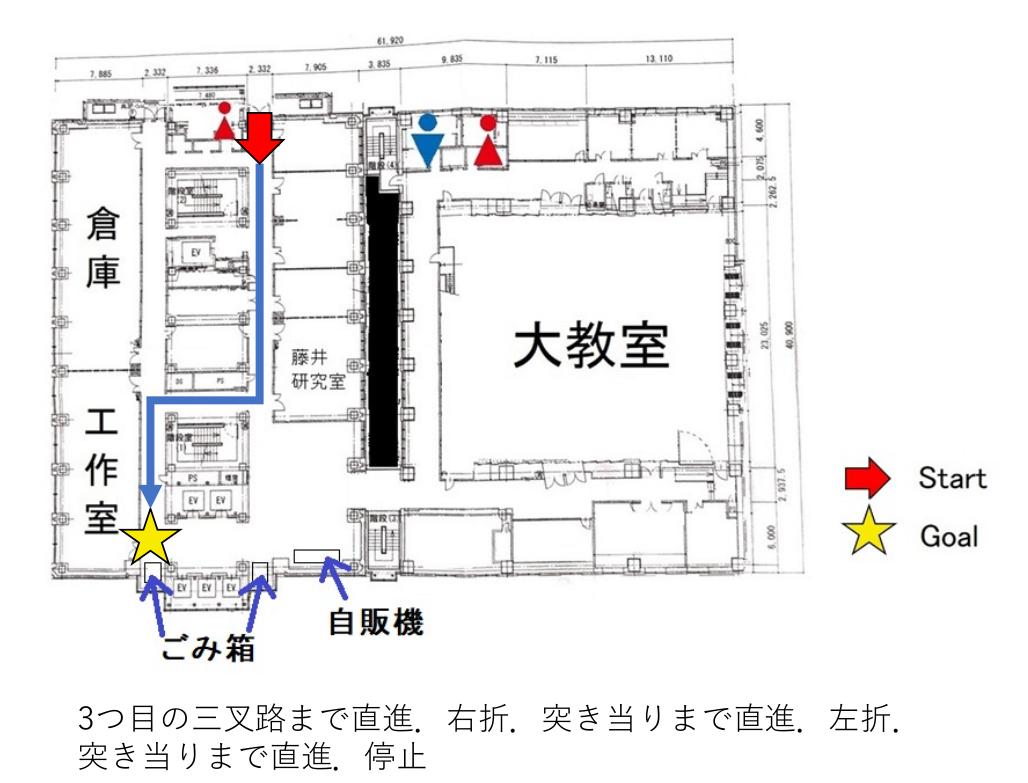 61,920
7,885 2,332 7,336 2,332 7,905 3,835 9,835 7,115 13,110
7,480
4,600
2,075
2,262.5
階段(4)
階段室
(2)
倉庫
EV
大教室
23,025
40,900
藤井
研究室
DS PS
工作室
階段室
(1)
PS
EV EV
2,937.5
階段(3)
6,000
Start
Goal
EV EV EV
自販機
ごみ箱
3つ目の三叉路まで直進.右折.突き当りまで直進.左折.
突き当りまで直進.停止